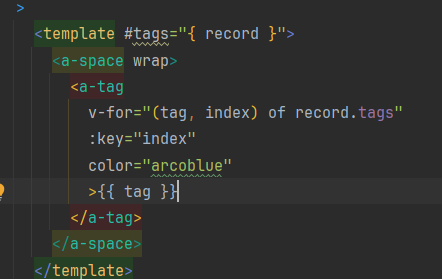 >
<template #tags="{ record }">
<a-space wrap>
<a-tag
v-for="(tag, index) of record.tags"
:key="index"
color="arcoblue"
>{{ tag }}
</a-tag>
</a-space>
</template>